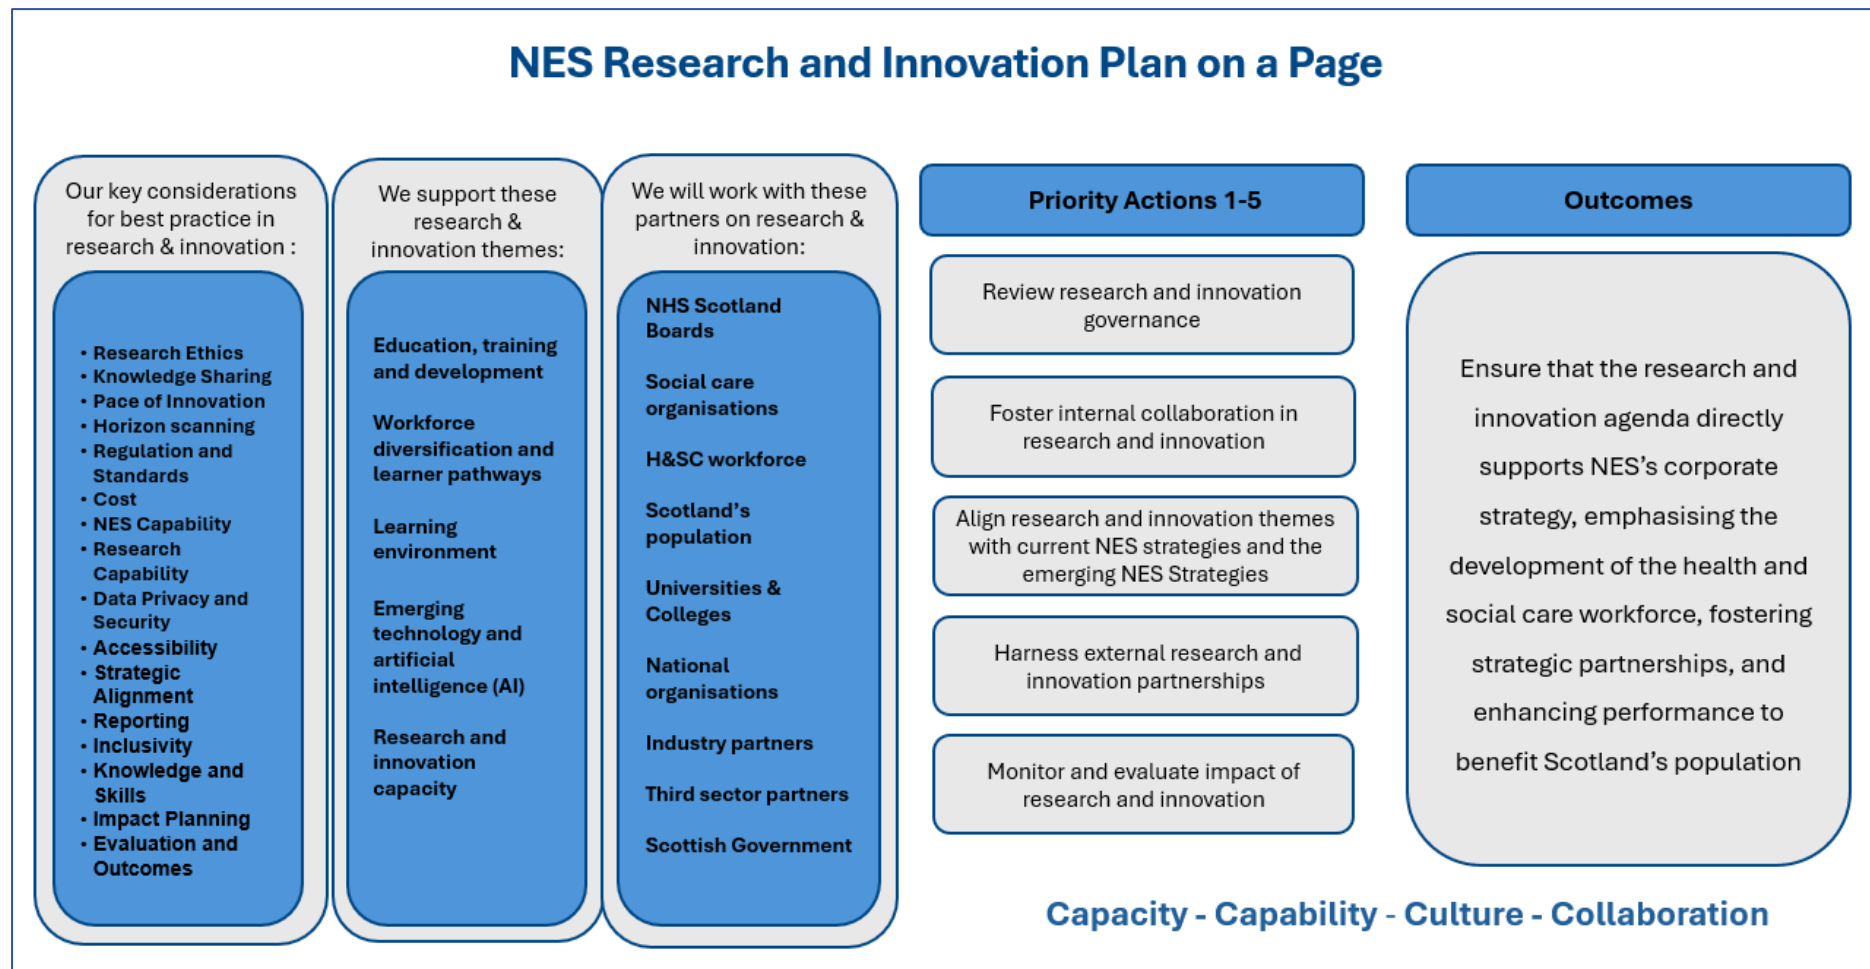 NES Research and Innovation Plan on a Page
Our key considerations
for best practice in
research & innovation :
• Research Ethics
• Knowledge Sharing
• Pace of Innovation
• Horizon scanning
• Regulation and
Standards
• Cost
• NES Capability
• Research
Capability
• Data Privacy and
Security
• Accessibility
• Strategic
Alignment
• Reporting
• Inclusivity
• Knowledge and
Skills
• Impact Planning
• Evaluation and
Outcomes
We support these
research &
innovation themes:
Education, training
and development
Workforce
diversification and
learner pathways
Learning
environment
Emerging
technology and
artificial
intelligence (AI)
Research and
innovation
capacity
We will work with these
partners on research &
innovation:
NHS Scotland
Boards
Social care
organisations
H&SC workforce
Scotland’s
population
Universities &
Colleges
National
organisations
Industry partners
Third sector partners
Scottish Government
Priority Actions 1-5
Review research and innovation
governance
Foster internal collaboration in
research and innovation
Align research and innovation themes
with current NES strategies and the
emerging NES Strategies
Harness external research and
innovation partnerships
Monitor and evaluate impact of
research and innovation
Outcomes
Ensure that the research and
innovation agenda directly
supports NES’s corporate
strategy, emphasising the
development of the health and
social care workforce, fostering
strategic partnerships, and
enhancing performance to
benefit Scotland’s population
Capacity - Capability - Culture - Collaboration